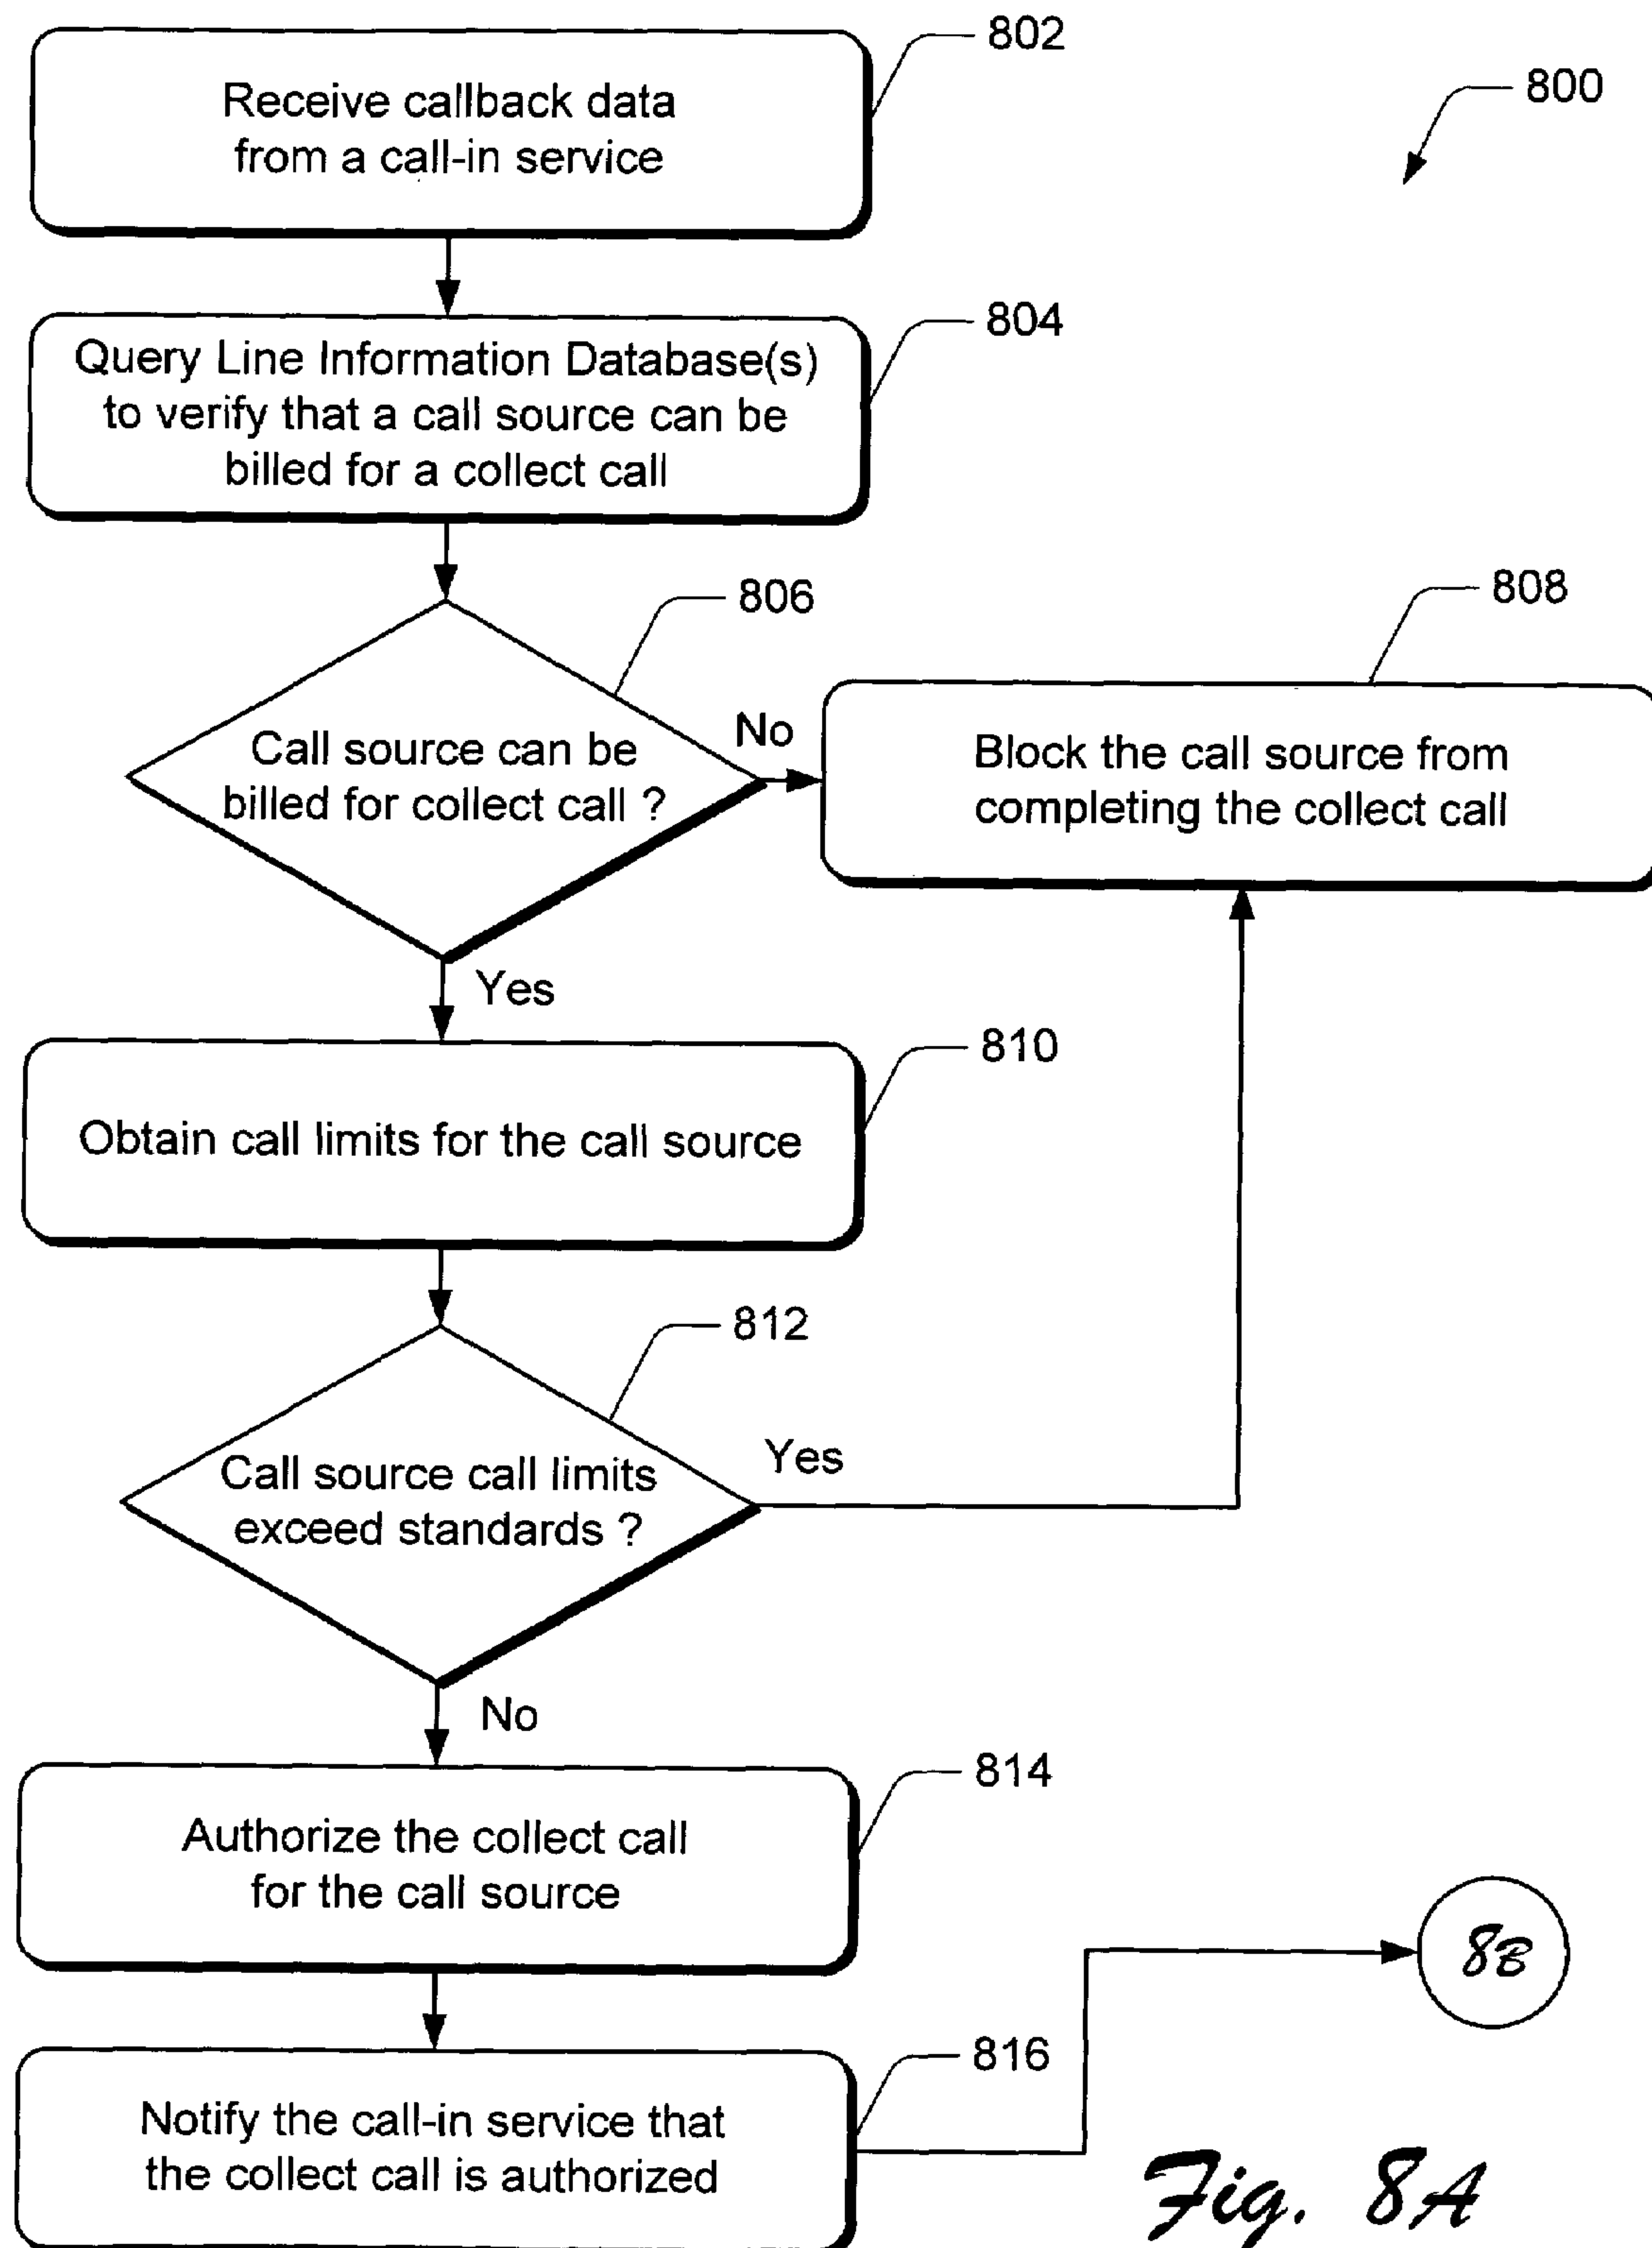 802
800
Receive callback data
from a call-in service
804
Query Line Information Database(s)
to verify that a call source can be
billed for a collect call
806
808
Call source can be
billed for collect call ?
No
Block the call source from
completing the collect call
Yes
810
Obtain call limits for the call source
812
Call source call limits
exceed standards ?
Yes
No
814
Authorize the collect call
for the call source
8B
816
Notify the call-in service that
the collect call is authorized
Fig. 8A